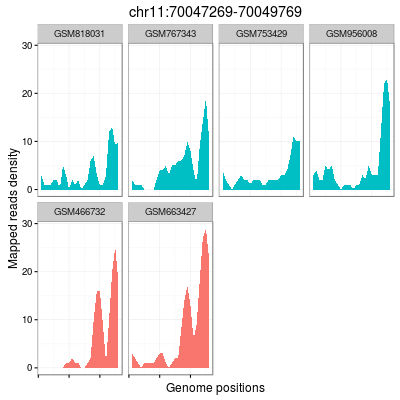 chr11:70047269-70049769
GSM818031 GSM767343 GSM753429 GSM956008
30
20
10
0
GSM466732 GSM663427
30
20
10
0
Mapped reads density
Genome positions